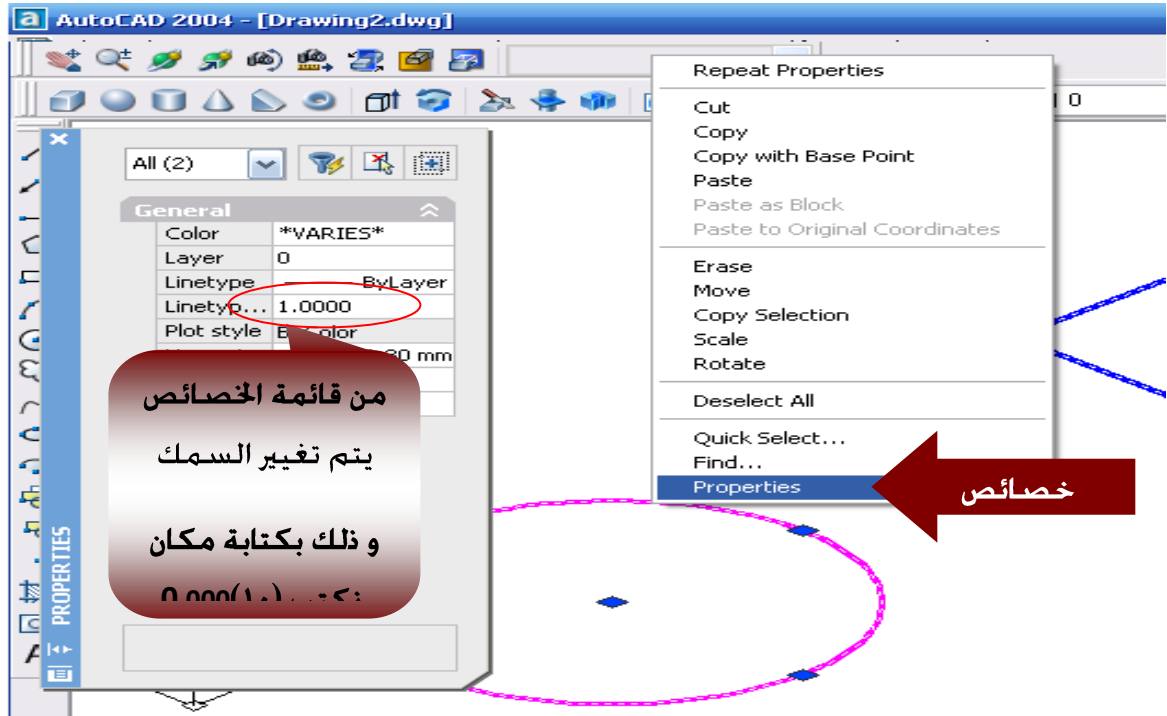 AutoCAD 2004 - [Drawing2.dwg]
0
All (2)
General
Color *VARIES*
Layer 0
Linetype ByLayer
Linetyp... 1.0000
Plot style
mm
من قائمة الخصائص
يتم تغيير السمك
و ذلك بكتابة مكان
PROPERTIES
Repeat Properties
Cut
Copy
Copy with Base Point
Paste
Paste as Block
Paste to Original Coordinates
Erase
Move
Copy Selection
Scale
Rotate
Deselect All
Quick Select...
Find...
Properties
خصائص